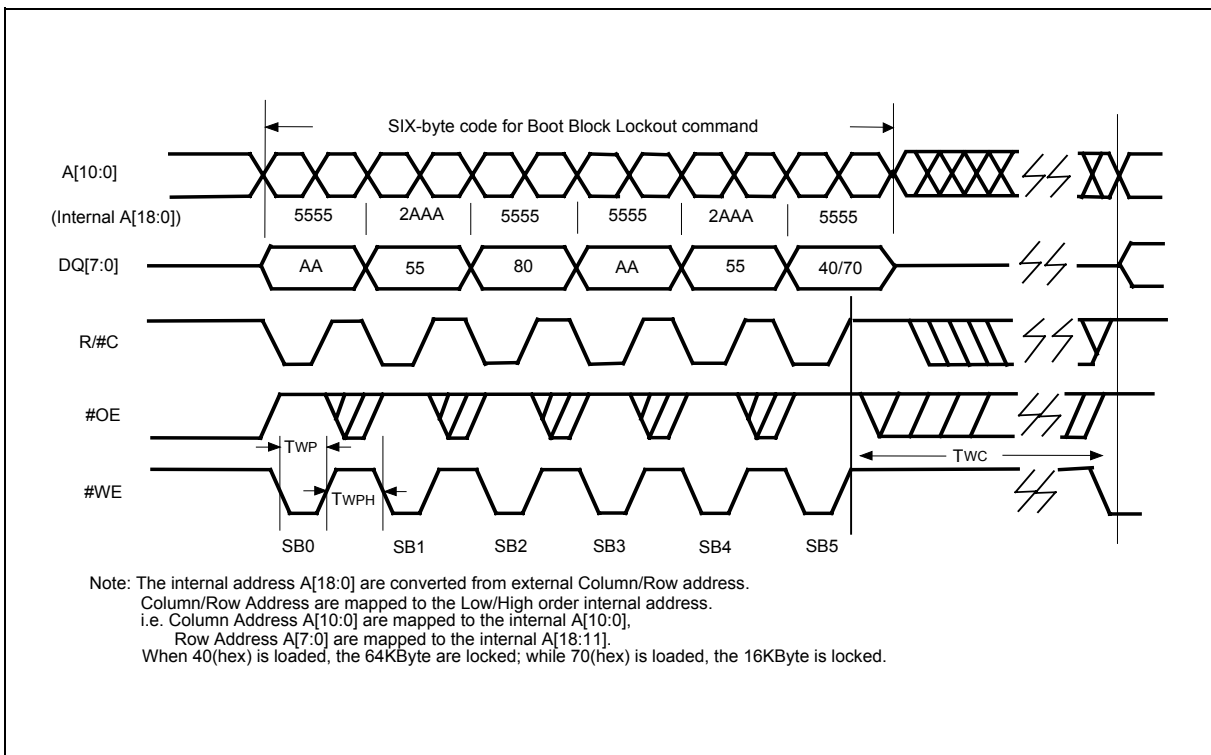 SIX-byte code for Boot Block Lockout command
A[10:0]
(Internal A[18:0])
5555 2AAA 5555 5555 2AAA 5555
DQ[7:0]
AA 55 80 AA 55 40/70
R/#C
#OE
TWP
TWC
#WE
TWPH
SB0 SB1 SB2 SB3 SB4 SB5
Note: The internal address A[18:0] are converted from external Column/Row address.
Column/Row Address are mapped to the Low/High order internal address.
i.e. Column Address A[10:0] are mapped to the internal A[10:0],
Row Address A[7:0] are mapped to the internal A[18:11].
When 40(hex) is loaded, the 64KByte are locked; while 70(hex) is loaded, the 16KByte is locked.